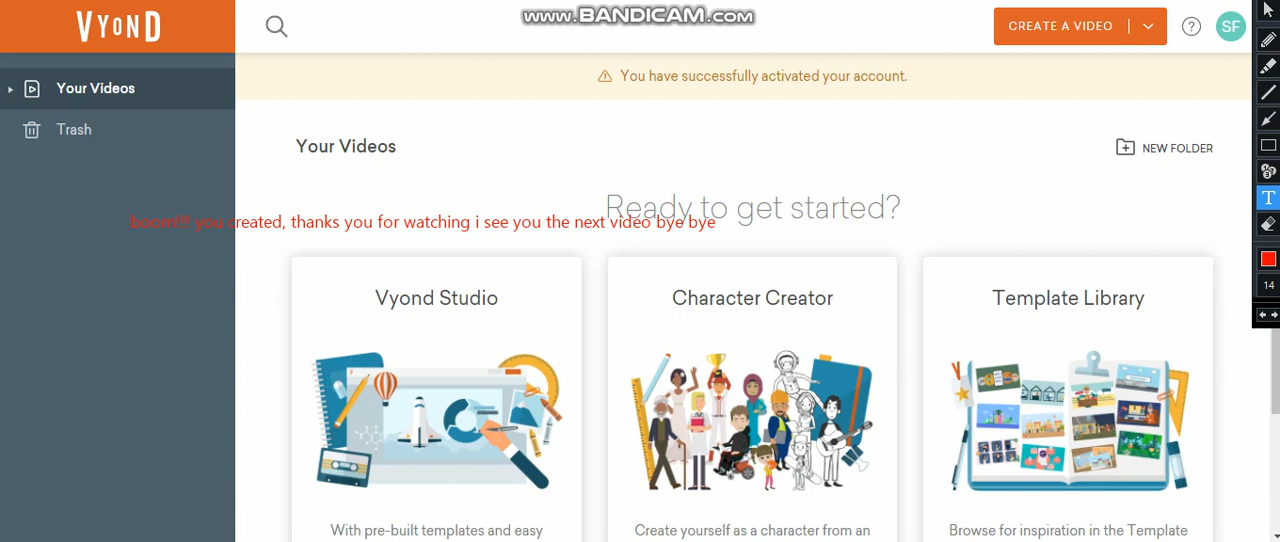 www.BANDICAM.com
VYOND
CREATE A VIDEO
?
SF
You have successfully activated your account.
Your Videos
Trash
Your Videos
NEW FOLDER
Ready to get started?
boom!!! you created, thanks you for watching i see you the next video bye bye
Vyond Studio
Character Creator
Template Library
With pre-built templates and easy
Create yourself as a character from an
Browse for inspiration in the Template
T
14